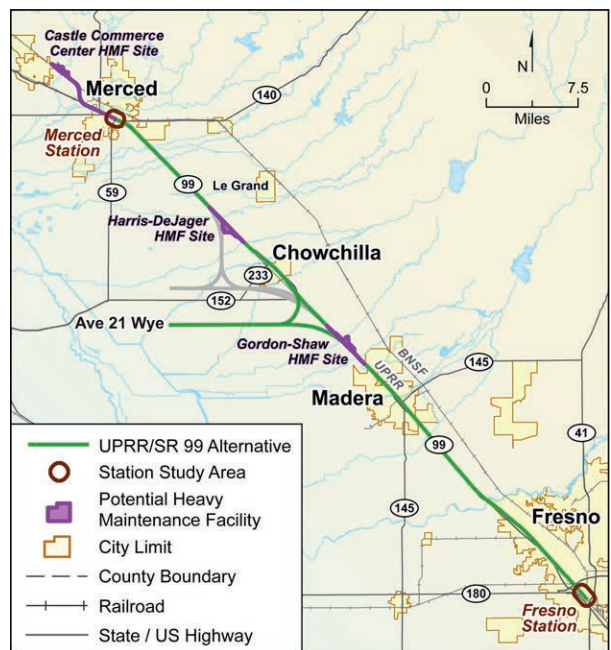 Castle Commerce
Center HMF Site
Merced
Merced
Station
140
N
0 7.5
Miles
59
99
Le Grand
Harris-DeJager
HMF Site
Chowchilla
233
152
Ave 21 Wye
Gordon-Shaw
HMF Site
BNSF
UPRR
145
Madera
99
41
145
Fresno
180
Fresno
Station
UPRR/SR 99 Alternative
Station Study Area
Potential Heavy
Maintenance Facility
City Limit
County Boundary
Railroad
State / US Highway